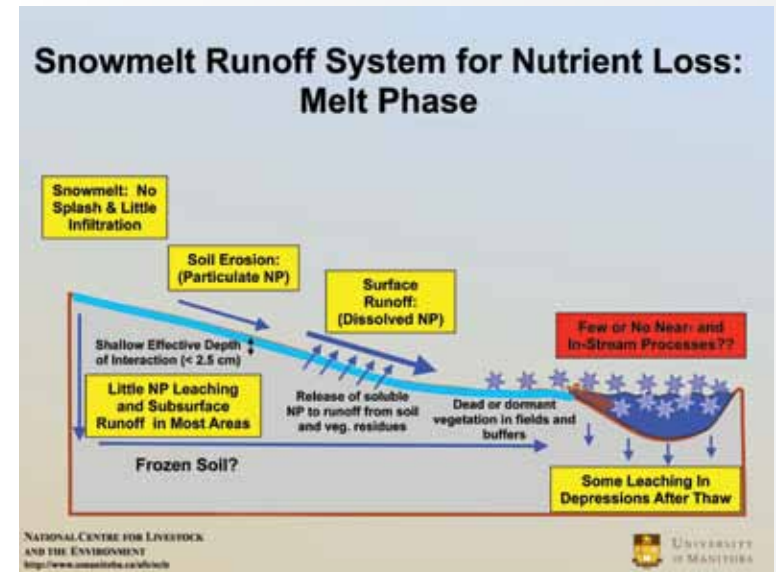 Snowmelt Runoff System for Nutrient Loss:
Melt Phase
Snowmelt: No
Splash & Little
Infiltration
Soil Erosion:
(Particulate NP)
Surface
Runoff:
(Dissolved NP)
Few or No Near- and
In-Stream Processes??
Shallow Effective Depth
of Interaction (< 2.5 cm)
Little NP Leaching
and Subsurface
Runoff in Most Areas
Release of soluble
NP to runoff from soil
and veg. residues
Dead or dormant
vegetation in fields and
buffers
Frozen Soil?
Some Leaching In
Depressions After Thaw
NATIONAL CENTRE FOR LIVESTOCK
AND THE ENVIRONMENT
UNIVERSITY
OF MANITOBA